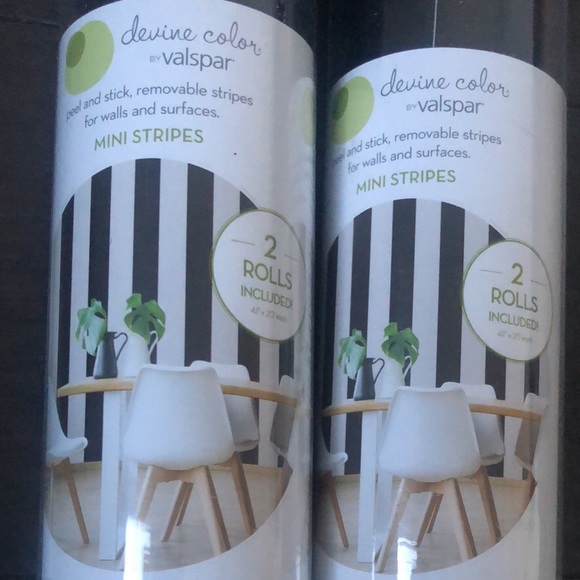 devine color
BY valspar
peel and stick, removable stripes
for walls and surfaces.
MINI STRIPES
2
ROLLS
INCLUDED!
devine color
BY valspar
peel and stick, removable stripes
for walls and surfaces.
MINI STRIPES
2
ROLLS
INCLUDED!